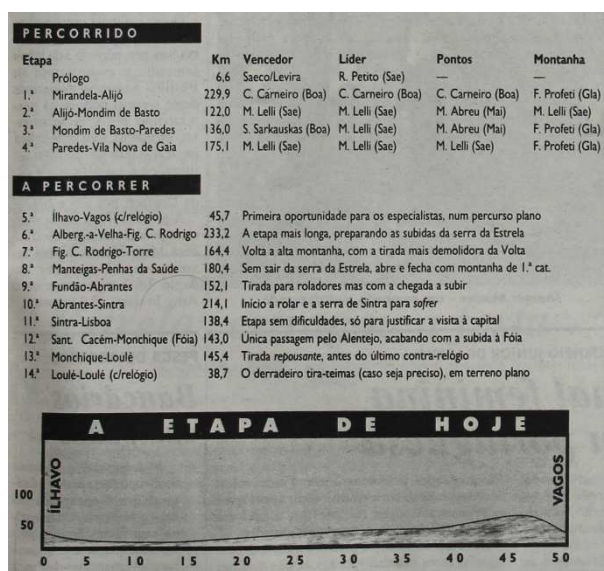 PERCORRIDO
Etapa Km Vencedor Líder Pontos Montanha
Prólogo 6,6 Saeco/Levira R. Petito (Sae) — —
1.ª Mirandela-Alijó 229,9 C. Carneiro (Boa) C. Carneiro (Boa) C. Carneiro (Boa) F. Profeti (Gla)
2.ª Alijó-Mondim de Basto 122,0 M. Lelli (Sae) M. Lelli (Sae) M. Abreu (Mai) M. Lelli (Sae)
3.ª Mondim de Basto-Paredes 136,0 S. Sarkauskas (Boa) M. Lelli (Sae) M. Abreu (Mai) F. Profeti (Gla)
4.ª Paredes-Vila Nova de Gaia 175,1 M. Lelli (Sae) M. Lelli (Sae) M. Lelli (Sae) F. Profeti (Gla)
A PERCORRER
5.ª Ílhavo-Vagos (c/relógio) 45,7 Primeira oportunidade para os especialistas, num percurso plano
6.ª Alberg.-a-Velha-Fig. C. Rodrigo 233,2 A etapa mais longa, preparando as subidas da serra da Estrela
7.ª Fig. C. Rodrigo-Torre 164,4 Volta a alta montanha, com a tirada mais demolidora da Volta
8.ª Manteigas-Penhas da Saúde 180,4 Sem sair da serra da Estrela, abre e fecha com montanha de 1.ª cat.
9.ª Fundão-Abrantes 152,1 Tirada para roladores mas com a chegada a subir
10.ª Abrantes-Sintra 214,1 Início a rolar e a serra de Sintra para sofrer
11.ª Sintra-Lisboa 138,4 Etapa sem dificuldades, só para justificar a visita à capital
12.ª Sant. Cacém-Monchique (Fóia) 143,0 Única passagem pelo Alentejo, acabando com a subida à Fóia
13.ª Monchique-Loulé 145,4 Tirada repousante, antes do último contra-relógio
14.ª Loulé-Loulé (c/relógio) 38,7 O derradeiro tira-teimas (caso seja preciso), em terreno plano
A ETAPA DE HOJE
ÍLHAVO
VAGOS
100
50
0 5 10 15 20 25 30 35 40 45 50